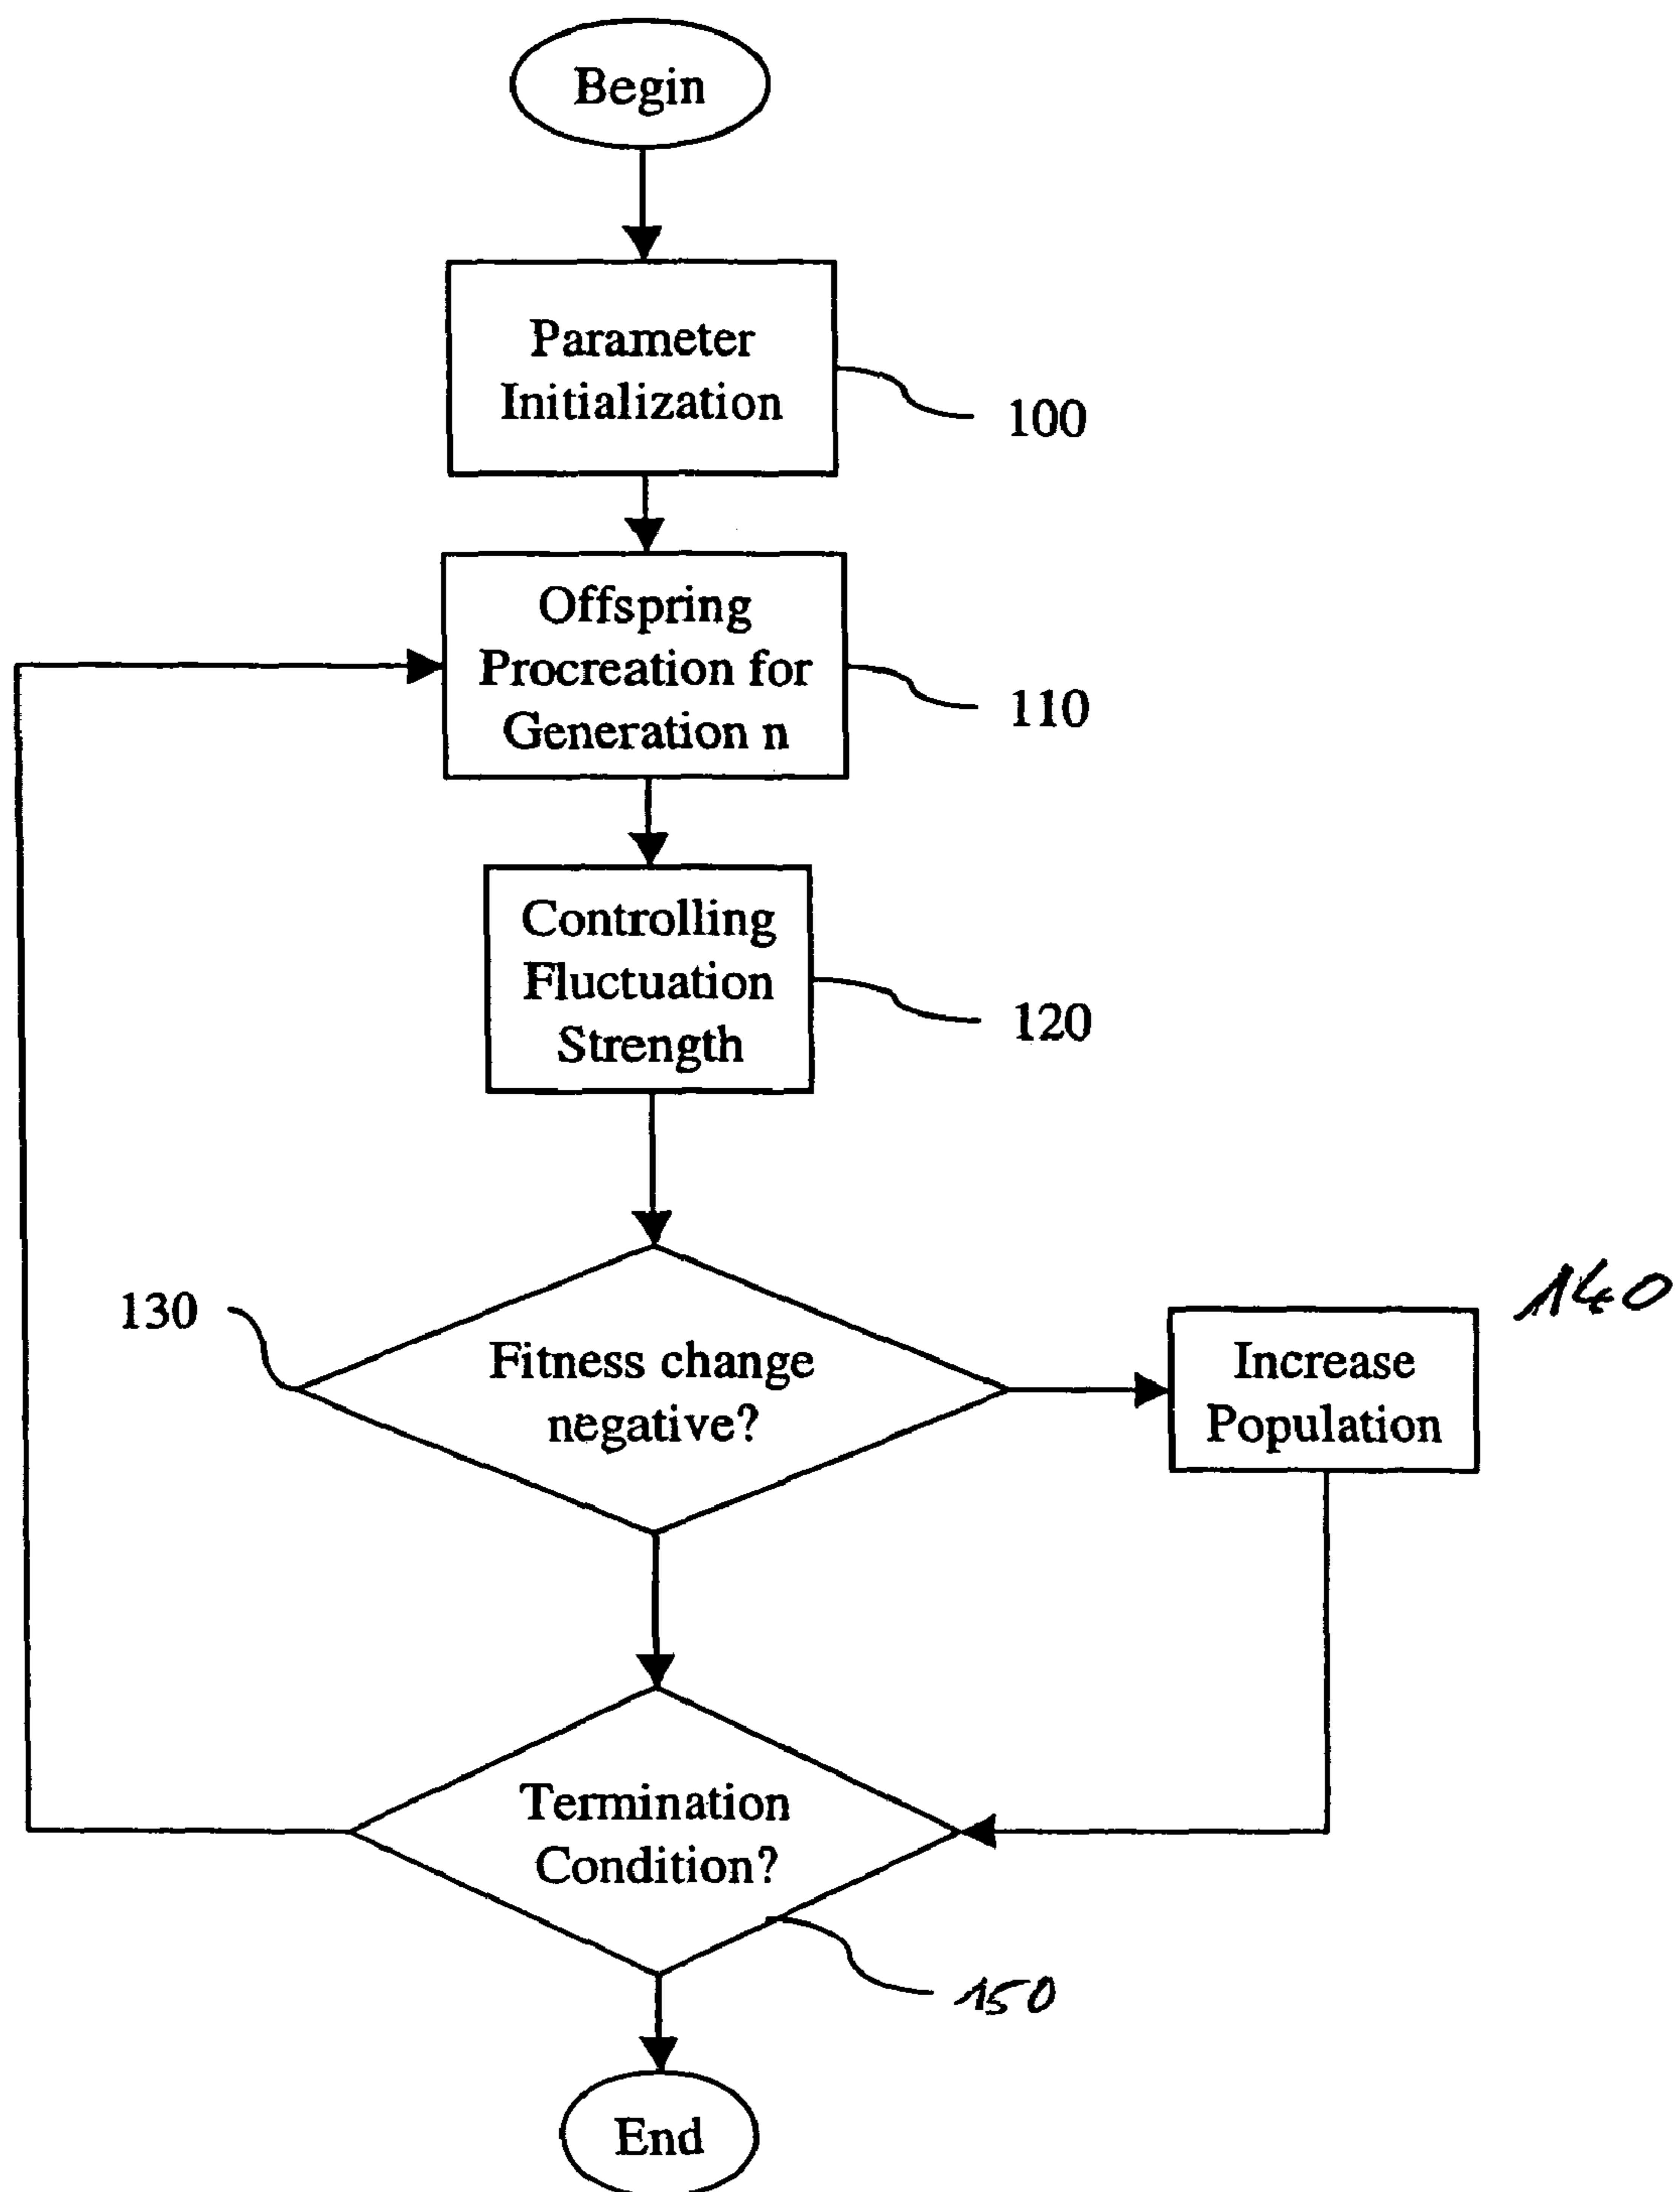 Begin
Parameter
Initialization
100
Offspring
Procreation for
Generation n
110
Controlling
Fluctuation
Strength
120
130
Fitness change
negative?
140
Increase
Population
Termination
Condition?
150
End